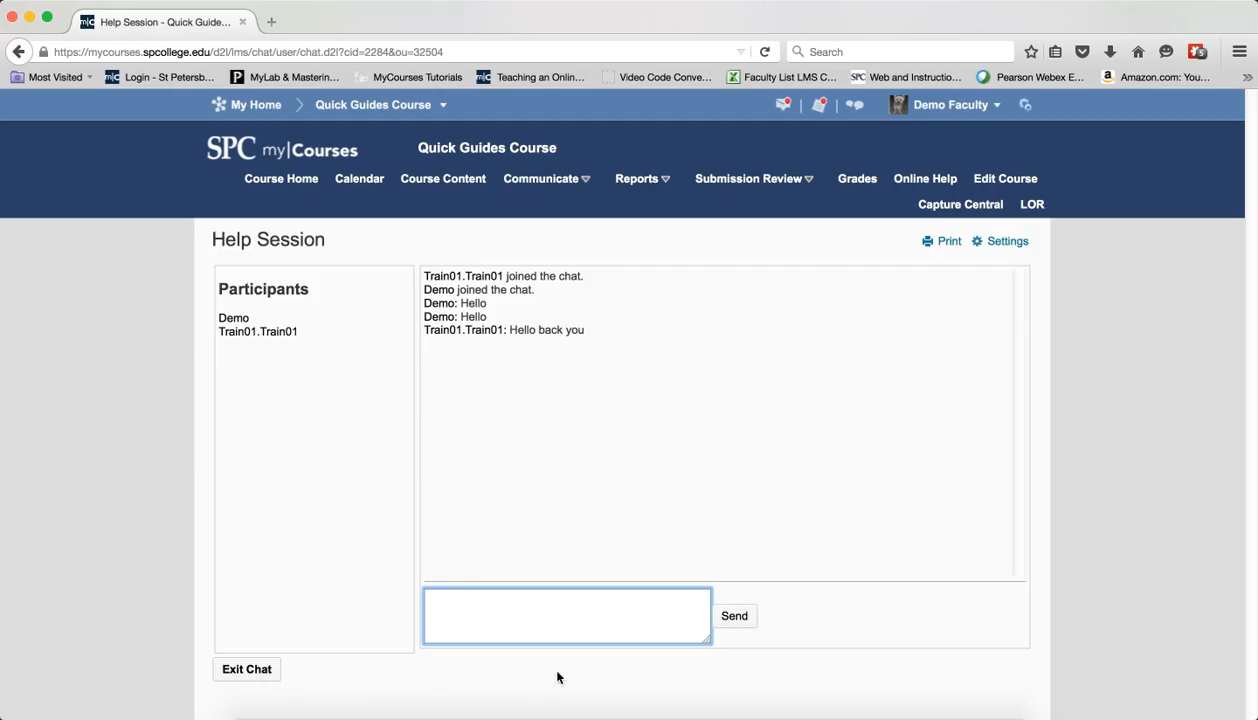 Help Session - Quick Guide...
https://mycourses.spcollege.edu/d2l/lms/chat/user/chat.d2l?cid=2284&ou=32504
Search
Most Visited
Login - St Petersb...
MyLab & Mastering...
MyCourses Tutorials
Teaching an Onlin...
Video Code Conve...
Faculty List LMS C...
Web and Instructio...
Pearson Webex E...
Amazon.com: You...
My Home
Quick Guides Course
Demo Faculty
SPC my|Courses
Quick Guides Course
Course Home
Calendar
Course Content
Communicate
Reports
Submission Review
Grades
Online Help
Edit Course
Capture Central
LOR
Help Session
Print
Settings
Participants
Demo
Train01.Train01
Train01.Train01 joined the chat.
Demo joined the chat.
Demo: Hello
Demo: Hello
Train01.Train01: Hello back you
Send
Exit Chat